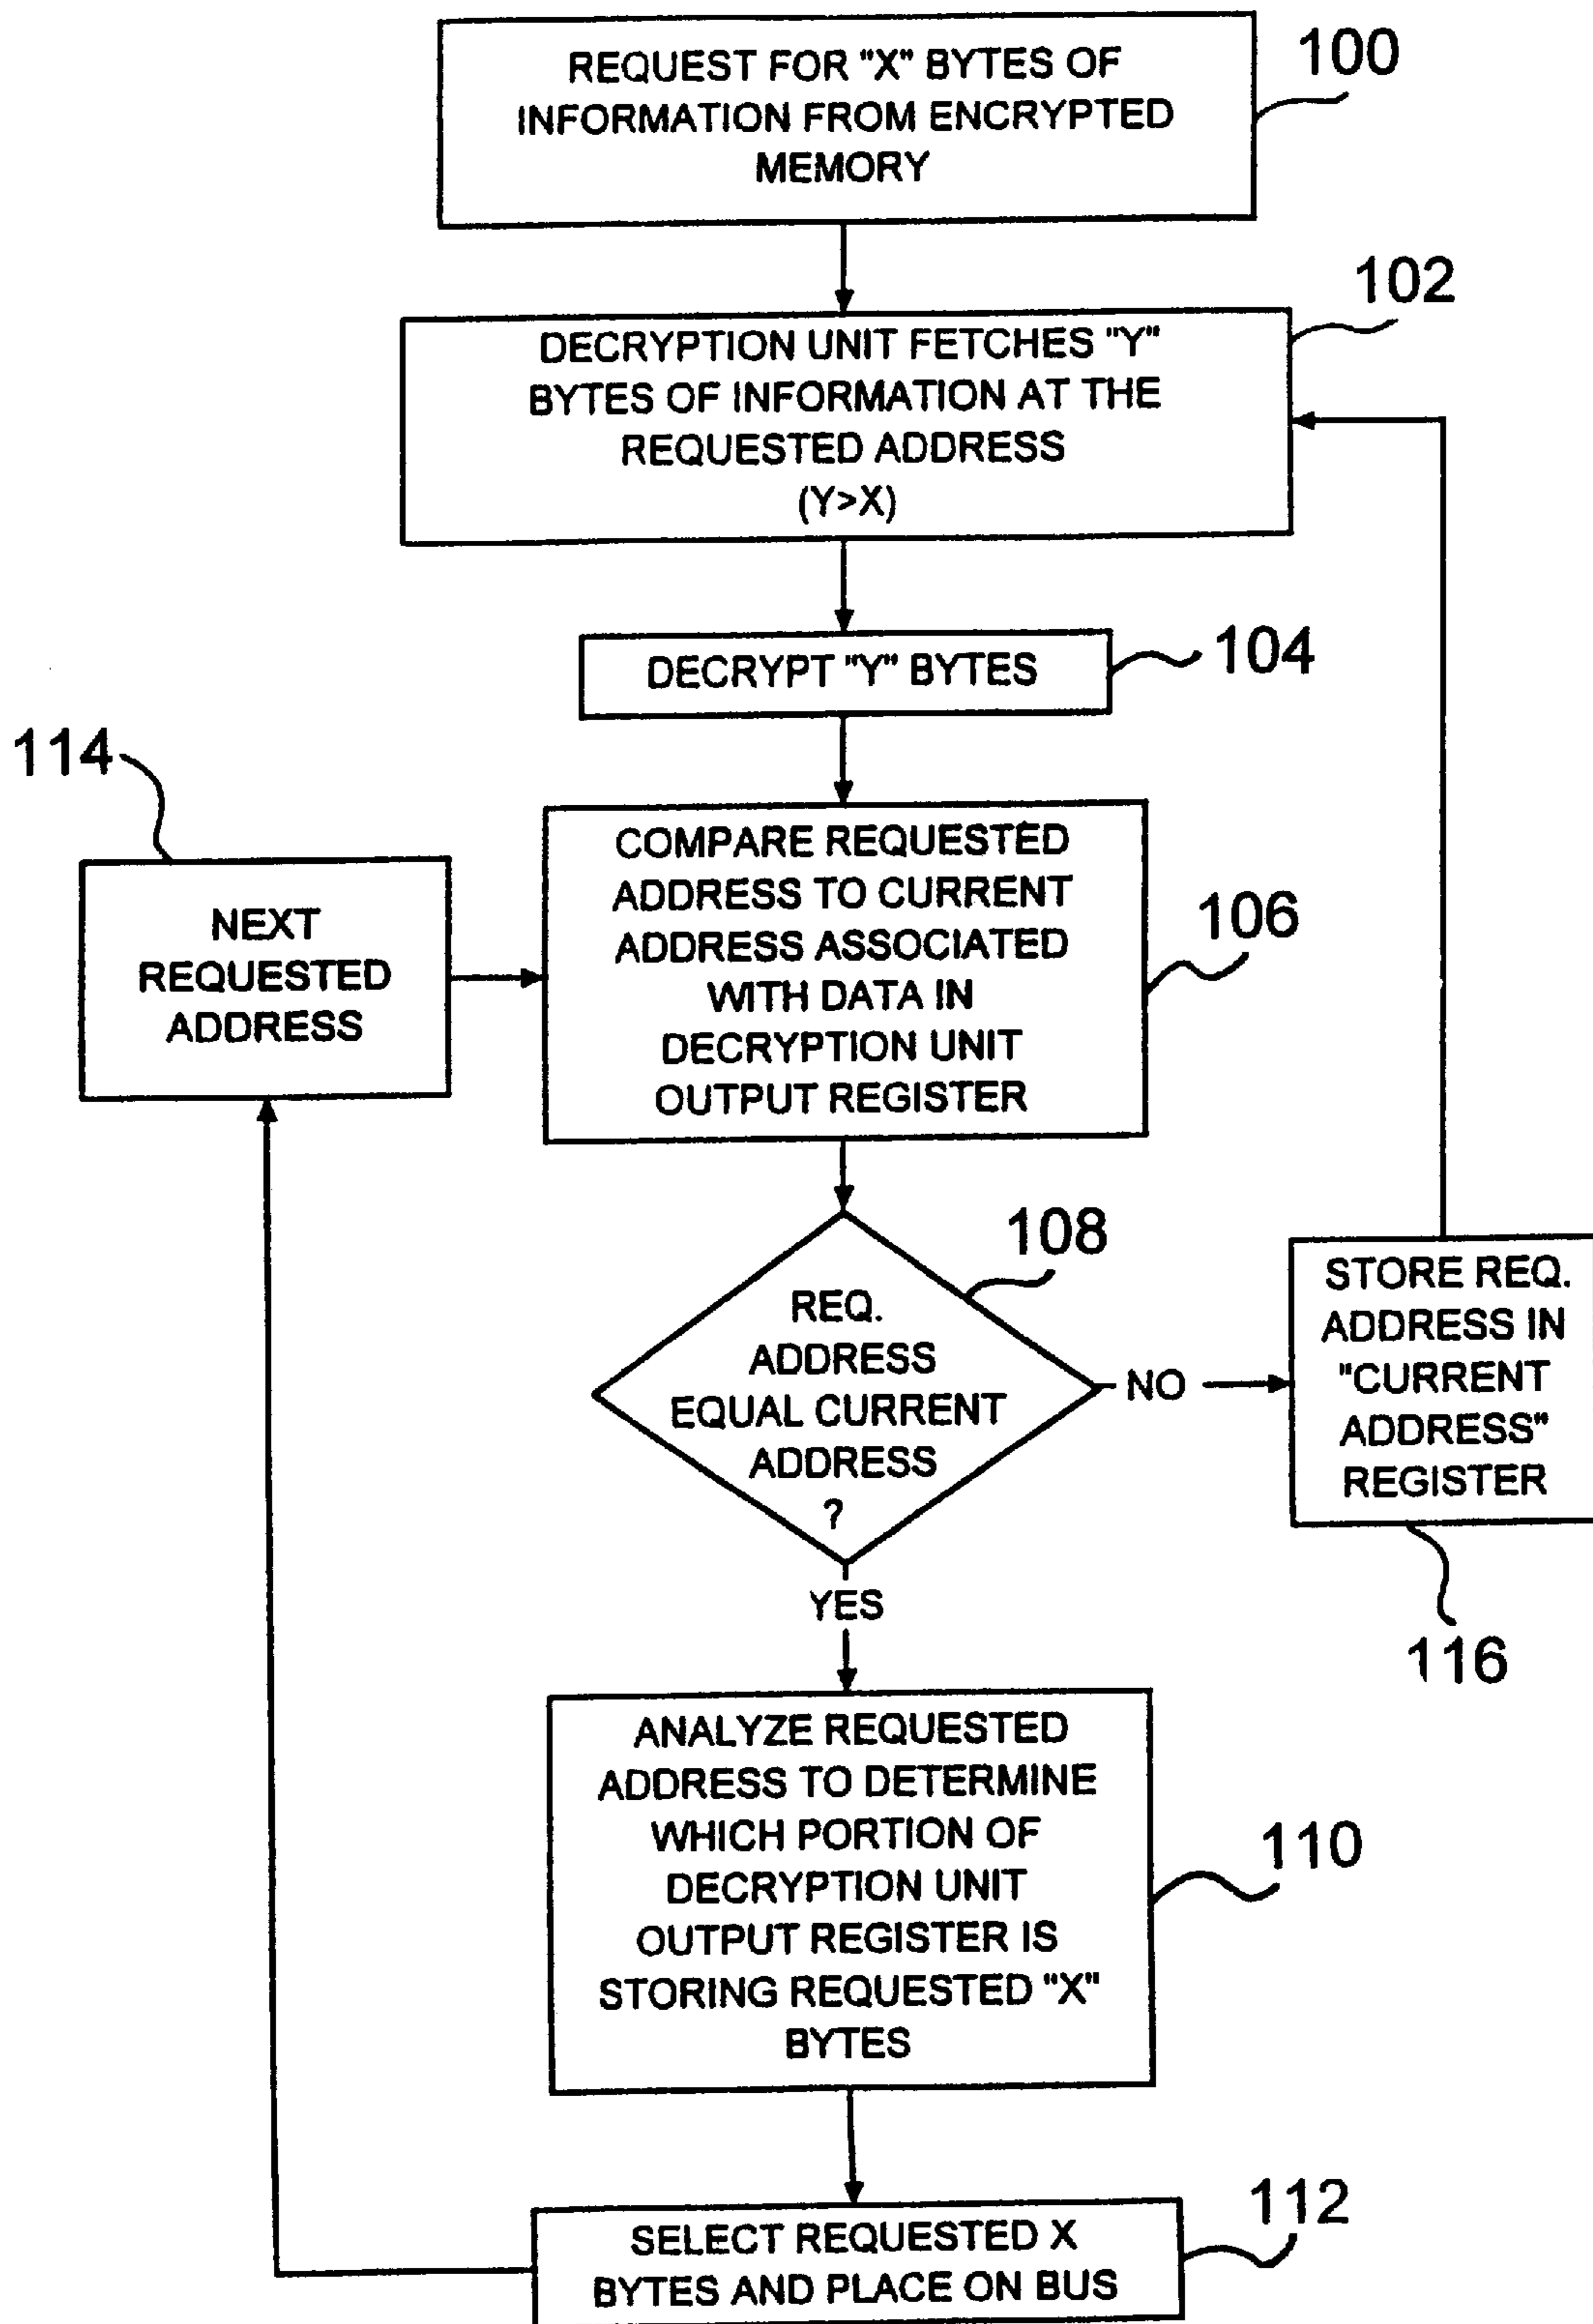 REQUEST FOR "X" BYTES OF
INFORMATION FROM ENCRYPTED
MEMORY
100
DECRYPTION UNIT FETCHES "Y"
BYTES OF INFORMATION AT THE
REQUESTED ADDRESS
(Y>X)
102
DECRYPT "Y" BYTES
104
114
NEXT
REQUESTED
ADDRESS
COMPARE REQUESTED
ADDRESS TO CURRENT
ADDRESS ASSOCIATED
WITH DATA IN
DECRYPTION UNIT
OUTPUT REGISTER
106
REQ.
ADDRESS
EQUAL CURRENT
ADDRESS
?
108
NO
STORE REQ.
ADDRESS IN
"CURRENT
ADDRESS"
REGISTER
116
YES
ANALYZE REQUESTED
ADDRESS TO DETERMINE
WHICH PORTION OF
DECRYPTION UNIT
OUTPUT REGISTER IS
STORING REQUESTED "X"
BYTES
110
SELECT REQUESTED X
BYTES AND PLACE ON BUS
112